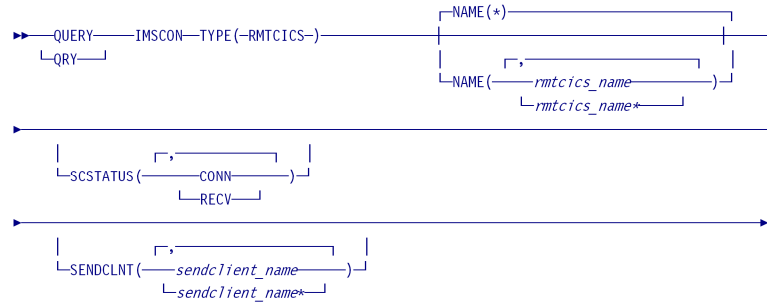 NAME(*)
QUERY IMSCON TYPE( RMTCICS )
QRY ,
NAME( rmtcics_name )
rmtcics_name*
,
SCSTATUS( CONN )
RECV
,
SENDCLNT( sendclient_name )
sendclient_name*